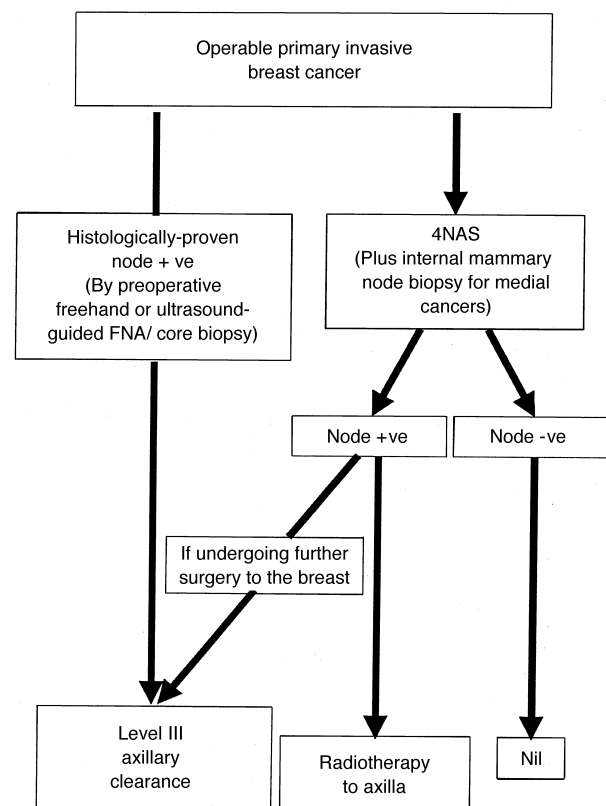 Operable primary invasive
breast cancer
Histologically-proven
node + ve
(By preoperative
freehand or ultrasound-
guided FNA/ core biopsy)
4NAS
(Plus internal mammary
node biopsy for medial
cancers)
Node +ve
Node -ve
If undergoing further
surgery to the breast
Level III
axillary
clearance
Radiotherapy
to axilla
Nil